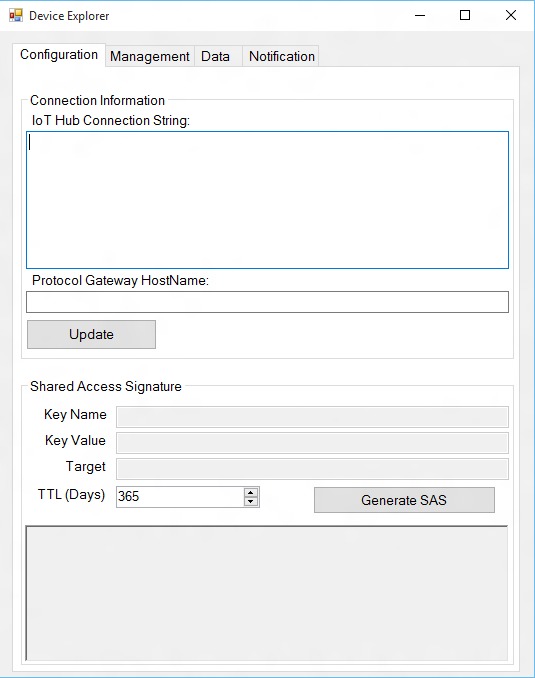 Device Explorer
Configuration Management Data Notification
Connection Information
IoT Hub Connection String:
Protocol Gateway HostName:
Update
Shared Access Signature
Key Name
Key Value
Target
TTL (Days) 365 Generate SAS